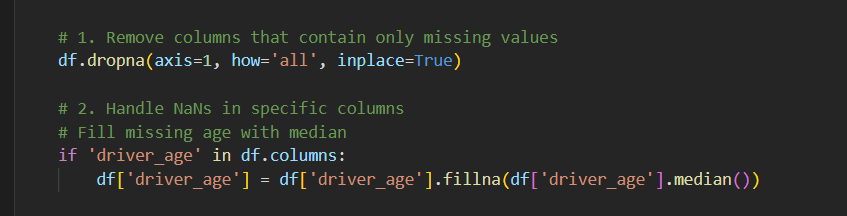 # 1. Remove columns that contain only missing values
df.dropna(axis=1, how='all', inplace=True)
# 2. Handle NaNs in specific columns
# Fill missing age with median
if 'driver_age' in df.columns:
df['driver_age'] = df['driver_age'].fillna(df['driver_age'].median())